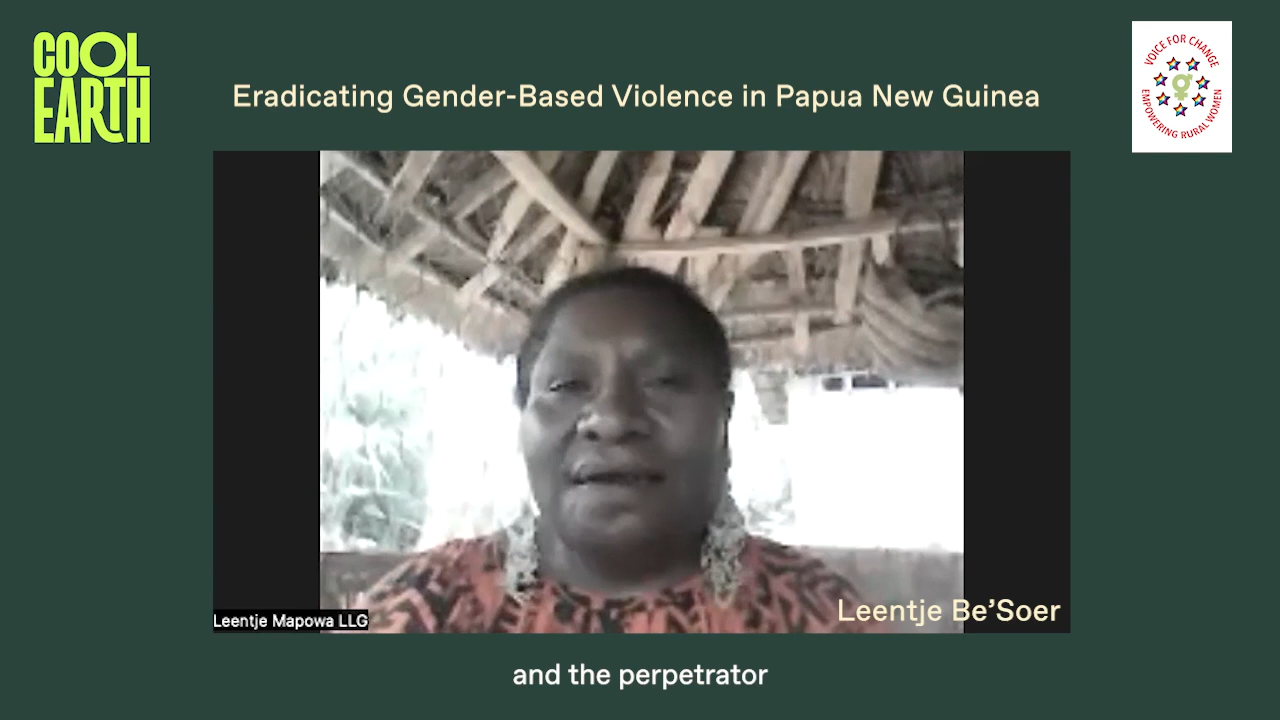 COOL
EARTH
VOICE FOR CHANGE
EMPOWERING RURAL WOMEN
Eradicating Gender-Based Violence in Papua New Guinea
Leentje Mapowa LLG
Leentje Be’Soer
and the perpetrator